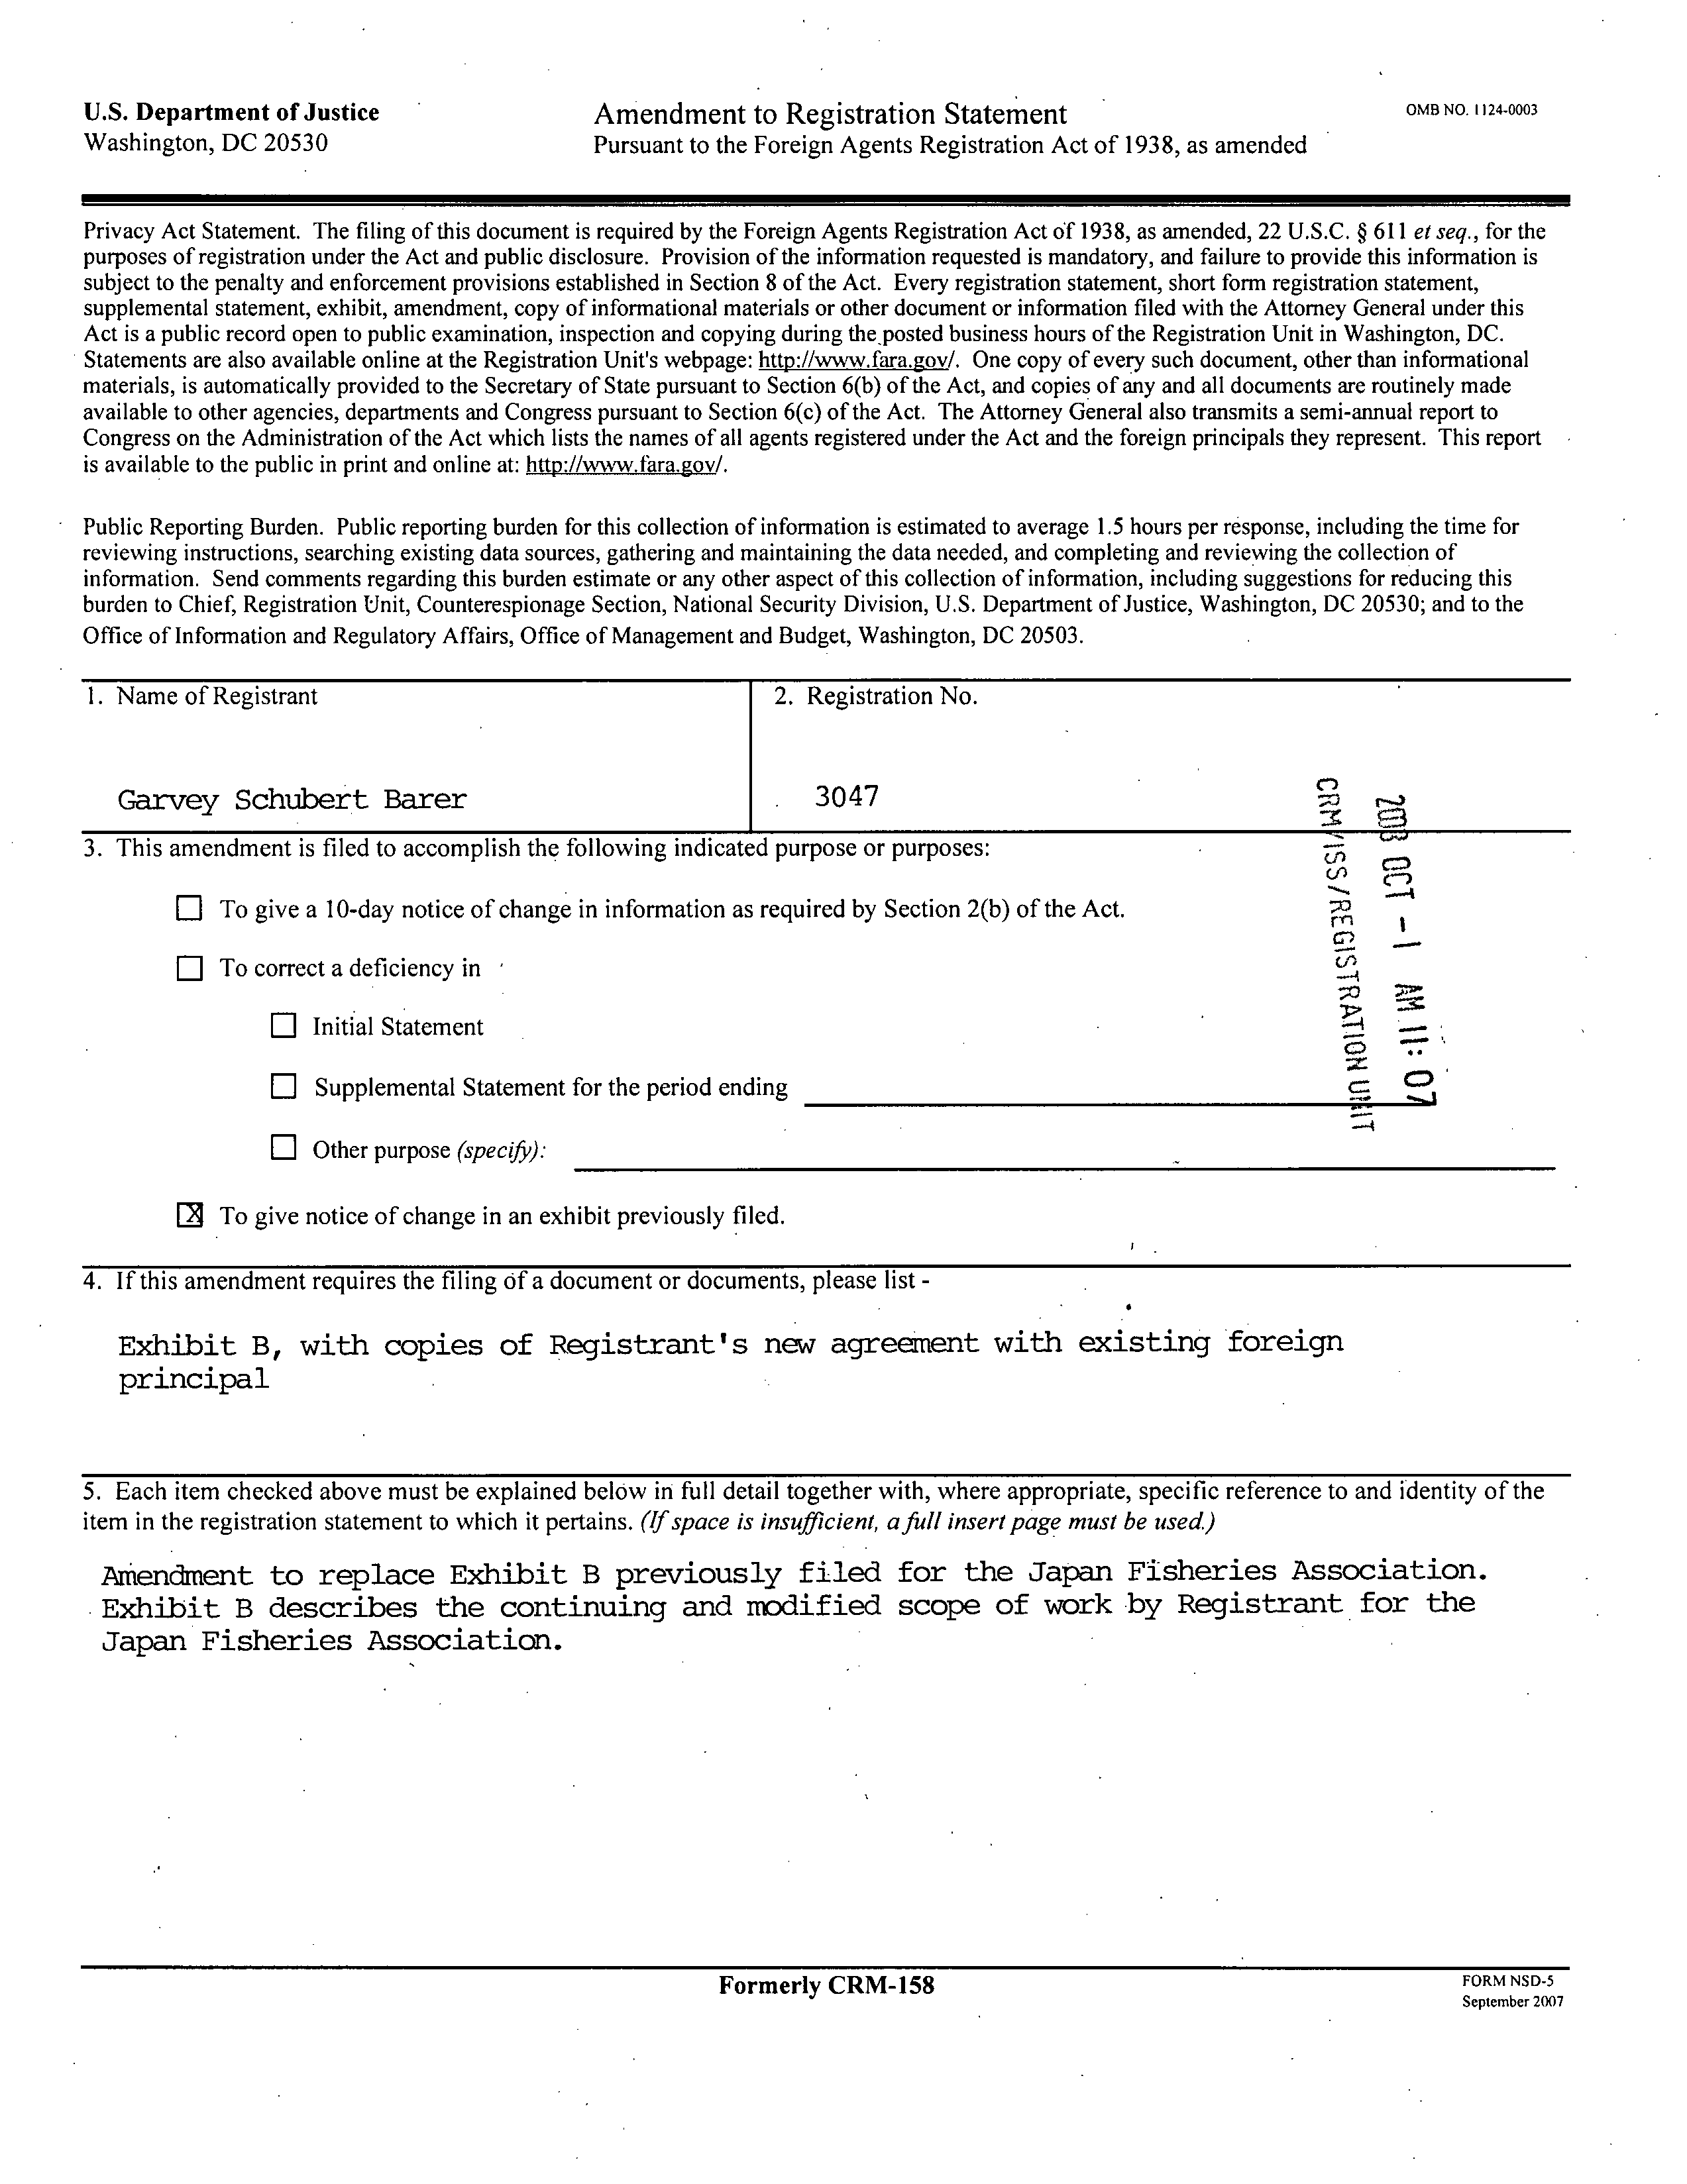 U.S. Department of Justice
Washington, DC 20530
Amendment to Registration Statement
Pursuant to the Foreign Agents Registration Act of 1938, as amended
OMB NO. 1124-0003
Privacy Act Statement. The filing of this document is required by the Foreign Agents Registration Act of 1938, as amended, 22 U.S.C. § 611 et seq., for the
purposes of registration under the Act and public disclosure. Provision of the information requested is mandatory, and failure to provide this information is
subject to the penalty and enforcement provisions established in Section 8 of the Act. Every registration statement, short form registration statement,
supplemental statement, exhibit, amendment, copy of informational materials or other document or information filed with the Attorney General under this
Act is a public record open to public examination, inspection and copying during the posted business hours of the Registration Unit in Washington, DC.
Statements are also available online at the Registration Unit's webpage: http://www.fara.gov/. One copy of every such document, other than informational
materials, is automatically provided to the Secretary of State pursuant to Section 6(b) of the Act, and copies of any and all documents are routinely made
available to other agencies, departments and Congress pursuant to Section 6(c) of the Act. The Attorney General also transmits a semi-annual report to
Congress on the Administration of the Act which lists the names of all agents registered under the Act and the foreign principals they represent. This report
is available to the public in print and online at: http://www.fara.gov/.
Public Reporting Burden. Public reporting burden for this collection of information is estimated to average 1.5 hours per response, including the time for
reviewing instructions, searching existing data sources, gathering and maintaining the data needed, and completing and reviewing the collection of
information. Send comments regarding this burden estimate or any other aspect of this collection of information, including suggestions for reducing this
burden to Chief, Registration Unit, Counterespionage Section, National Security Division, U.S. Department of Justice, Washington, DC 20530; and to the
Office of Information and Regulatory Affairs, Office of Management and Budget, Washington, DC 20503.
1. Name of Registrant
Garvey Schubert Barer
2. Registration No.
3047
3. This amendment is filed to accomplish the following indicated purpose or purposes:
To give a 10-day notice of change in information as required by Section 2(b) of the Act.
To correct a deficiency in
Initial Statement
Supplemental Statement for the period ending
Other purpose (specify):
X To give notice of change in an exhibit previously filed.
OCT -1 AM 11:07
CRM/ISS/REGISTRATION UNIT
4. If this amendment requires the filing of a document or documents, please list -
Exhibit B, with copies of Registrant's new agreement with existing foreign
principal
5. Each item checked above must be explained below in full detail together with, where appropriate, specific reference to and identity of the
item in the registration statement to which it pertains. (If space is insufficient, a full insert page must be used.)
Amendment to replace Exhibit B previously filed for the Japan Fisheries Association.
Exhibit B describes the continuing and modified scope of work by Registrant for the
Japan Fisheries Association.
Formerly CRM-158
FORM NSD-5
September 2007